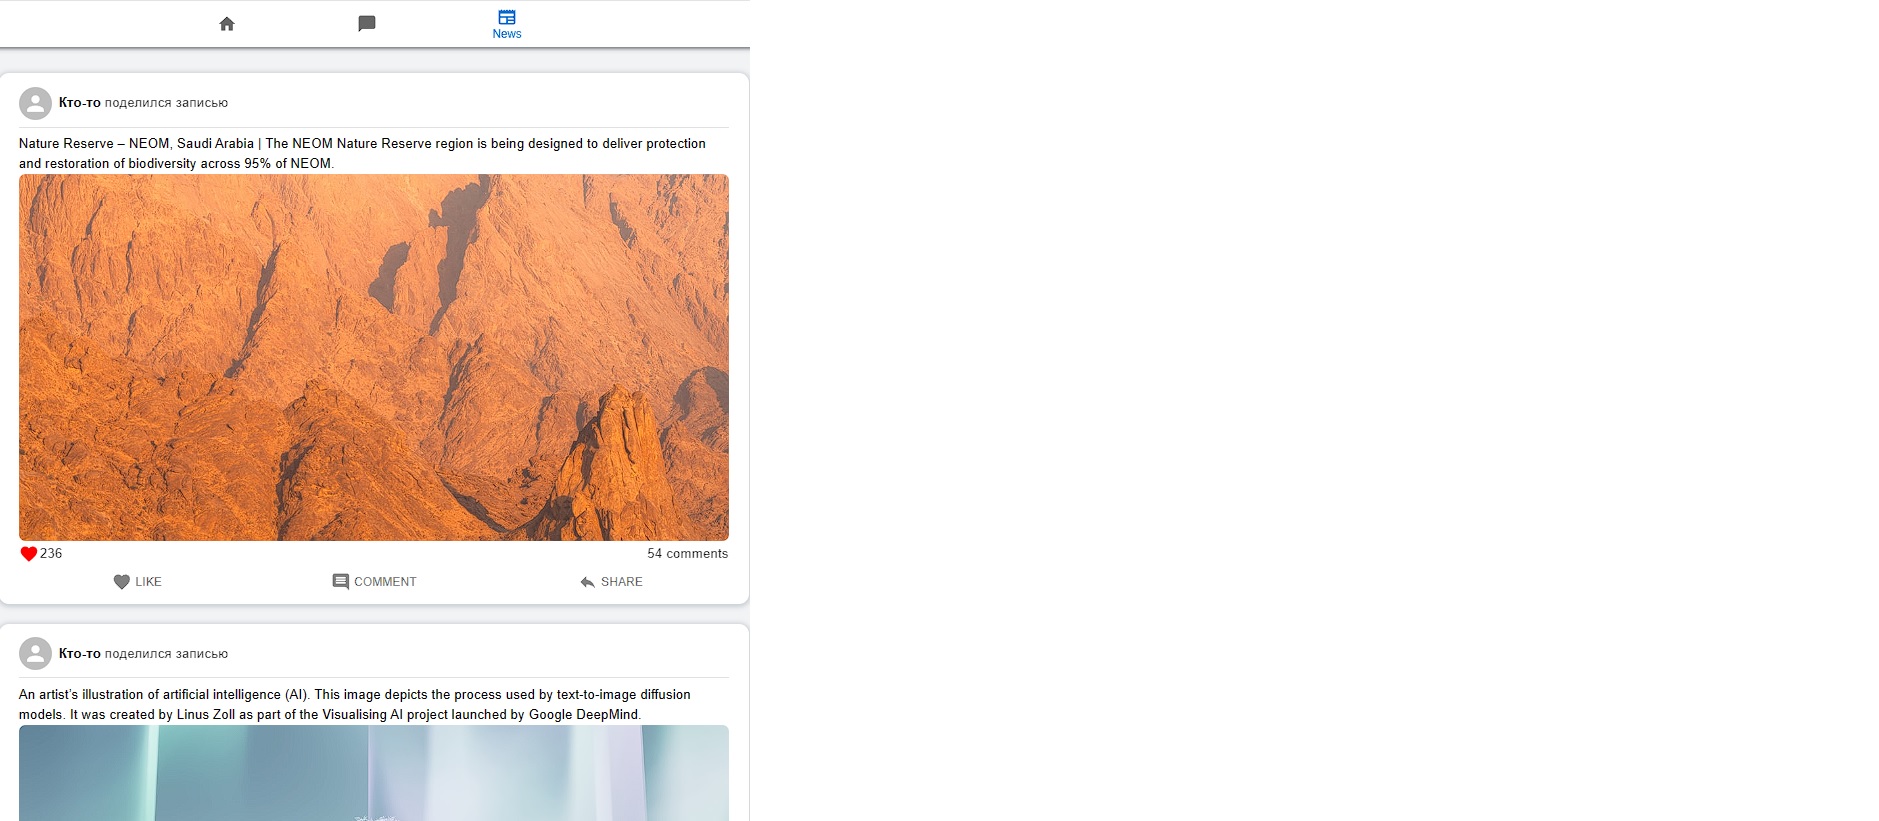 News
Кто-то поделился записью
Nature Reserve – NEOM, Saudi Arabia | The NEOM Nature Reserve region is being designed to deliver protection
and restoration of biodiversity across 95% of NEOM.
236
54 comments
LIKE
COMMENT
SHARE
Кто-то поделился записью
An artist’s illustration of artificial intelligence (AI). This image depicts the process used by text-to-image diffusion
models. It was created by Linus Zoll as part of the Visualising AI project launched by Google DeepMind.